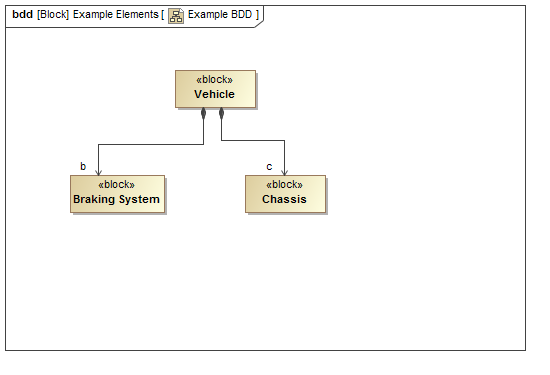 bdd [Block] Example Elements [ Example BDD ]
«block»
Vehicle
b
c
«block»
Braking System
«block»
Chassis